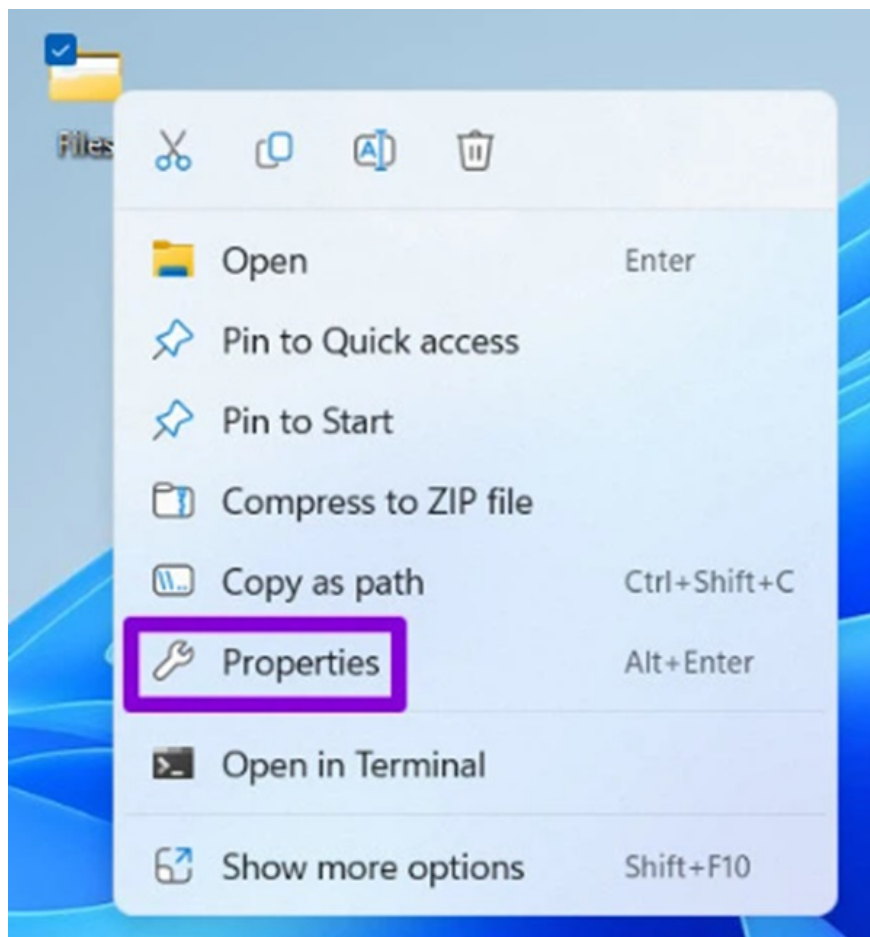 Files
Open Enter
Pin to Quick access
Pin to Start
Compress to ZIP file
Copy as path Ctrl+Shift+C
Properties Alt+Enter
Open in Terminal
Show more options Shift+F10